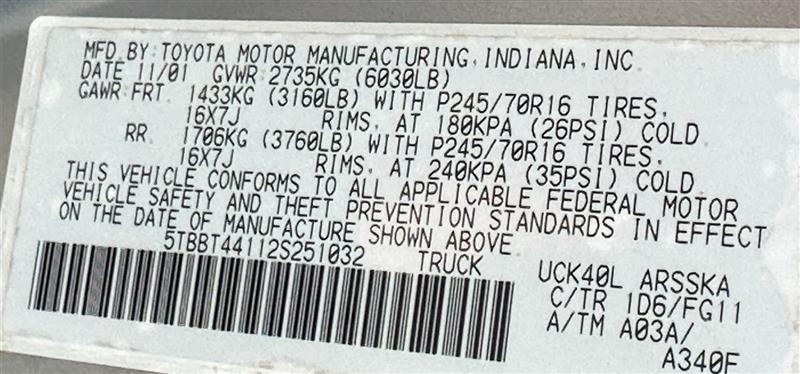 MFD BY: TOYOTA MOTOR MANUFACTURING, INDIANA, INC.
DATE 11/01 GVWR 2735KG (6030LB)
GAWR FRT. 1433KG (3160LB) WITH P245/70R16 TIRES,
16X7J RIMS, AT 180KPA (26PSI) COLD.
RR. 1706KG (3760LB) WITH P245/70R16 TIRES,
16X7J RIMS, AT 240KPA (35PSI) COLD.
THIS VEHICLE CONFORMS TO ALL APPLICABLE FEDERAL MOTOR
VEHICLE SAFETY AND THEFT PREVENTION STANDARDS IN EFFECT
ON THE DATE OF MANUFACTURE SHOWN ABOVE.
5TBBT44112S251032 TRUCK
UCK40L ARSSKA
C/TR 1D6/FG11
A/TM A03A/
A340F